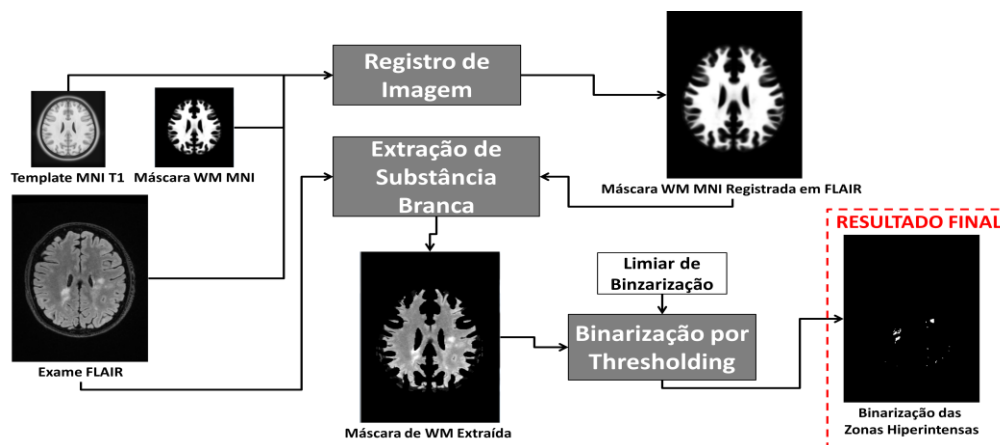 Registro de
Imagem
Template MNI T1
Máscara WM MNI
Extração de
Substância
Branca
Máscara WM MNI Registrada em FLAIR
RESULTADO FINAL
Limiar de
Binzarização
Binarização por
Thresholding
Exame FLAIR
Máscara de WM Extraída
Binarização das
Zonas Hiperintensas